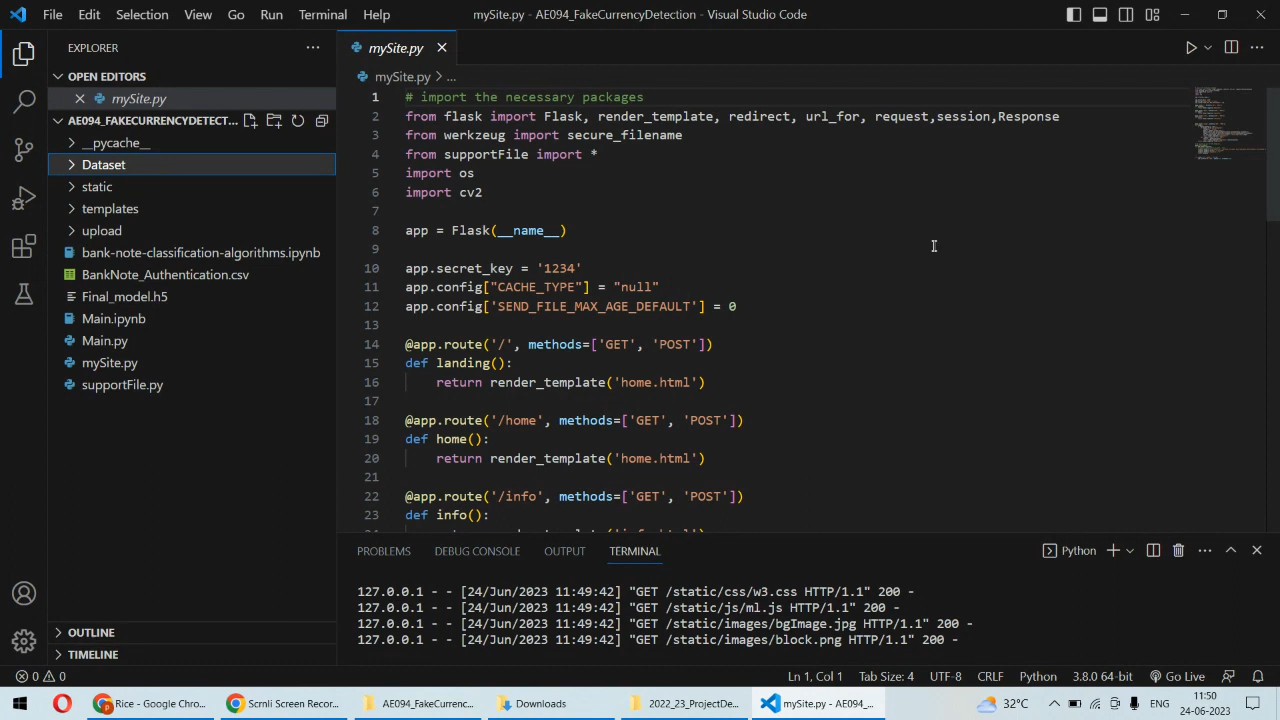 File Edit Selection View Go Run Terminal Help mySite.py - AE094_FakeCurrencyDetection - Visual Studio Code
EXPLORER
OPEN EDITORS
mySite.py
AE094_FAKECURRENCYDETECT...
__pycache__
Dataset
static
templates
upload
bank-note-classification-algorithms.ipynb
BankNote_Authentication.csv
Final_model.h5
Main.ipynb
Main.py
mySite.py
supportFile.py
OUTLINE
TIMELINE
mySite.py
mySite.py > ...
1 # import the necessary packages
2 from flask import Flask, render_template, redirect, url_for, request,session,Response
3 from werkzeug import secure_filename
4 from supportFile import *
5 import os
6 import cv2
7
8 app = Flask(__name__)
9
10 app.secret_key = '1234'
11 app.config["CACHE_TYPE"] = "null"
12 app.config['SEND_FILE_MAX_AGE_DEFAULT'] = 0
13
14 @app.route('/', methods=['GET', 'POST'])
15 def landing():
16 return render_template('home.html')
17
18 @app.route('/home', methods=['GET', 'POST'])
19 def home():
20 return render_template('home.html')
21
22 @app.route('/info', methods=['GET', 'POST'])
23 def info():
PROBLEMS DEBUG CONSOLE OUTPUT TERMINAL Python
127.0.0.1 - - [24/Jun/2023 11:49:42] "GET /static/css/w3.css HTTP/1.1" 200 -
127.0.0.1 - - [24/Jun/2023 11:49:42] "GET /static/js/ml.js HTTP/1.1" 200 -
127.0.0.1 - - [24/Jun/2023 11:49:42] "GET /static/images/bgImage.jpg HTTP/1.1" 200 -
127.0.0.1 - - [24/Jun/2023 11:49:42] "GET /static/images/block.png HTTP/1.1" 200 -
0 0 Ln 1, Col 1 Tab Size: 4 UTF-8 CRLF Python 3.8.0 64-bit Go Live
Rice - Google Chro... Scrnli Screen Recor... AE094_FakeCurrenc... Downloads 2022_23_ProjectDe... mySite.py - AE094_... 32°C ENG 11:50
24-06-2023